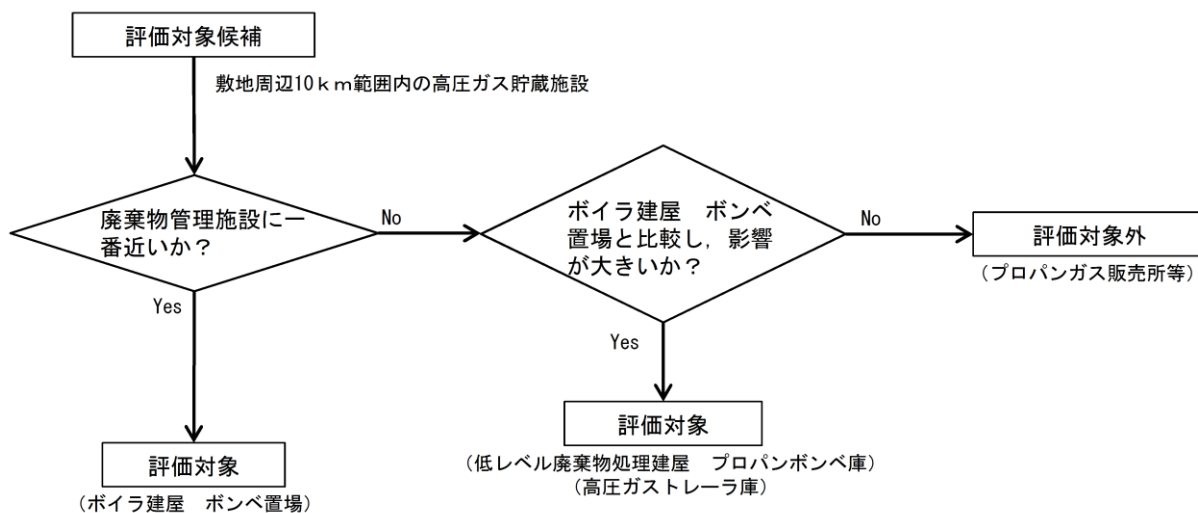 評価対象候補
敷地周辺10ｋｍ範囲内の高圧ガス貯蔵施設
廃棄物管理施設に一
番近いか？
No
Yes
評価対象
（ボイラ建屋　ボンベ置場）
ボイラ建屋　ボンベ
置場と比較し，影響
が大きいか？
No
Yes
評価対象
（低レベル廃棄物処理建屋　プロパンボンベ庫）
（高圧ガストレーラ庫）
評価対象外
（プロパンガス販売所等）